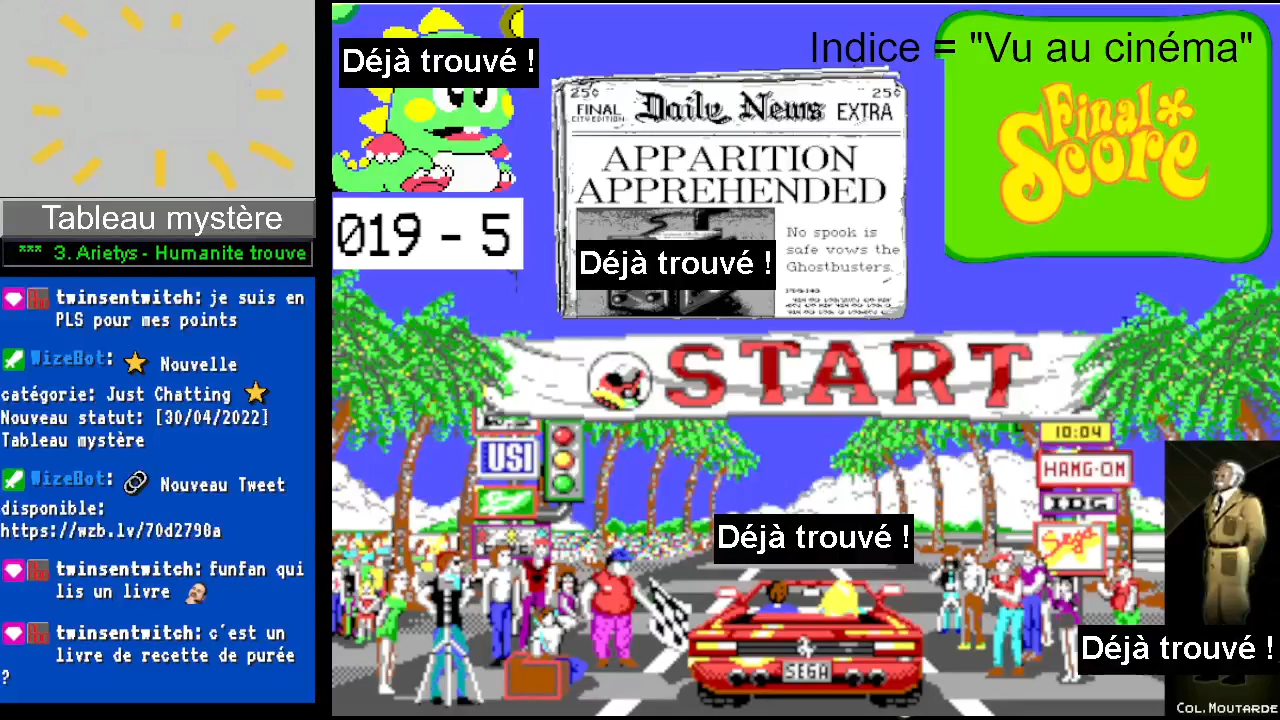 Tableau mystère
*** 3. Arietys - Humanite trouve
twinsentwitch: je suis en
PLS pour mes points
WizeBot: Nouvelle
catégorie: Just Chatting
Nouveau statut: [30/04/2022]
Tableau mystère
WizeBot: Nouveau Tweet
disponible:
https://wzb.lv/70d2798a
twinsentwitch: funfan qui
lis un livre
twinsentwitch: c'est un
livre de recette de purée
?
Déjà trouvé !
019 - 5
25¢ 25¢
FINAL
CITY EDITION
Daily News
EXTRA
APPARITION
APPREHENDED
Déjà trouvé !
No spook is
safe vows the
Ghostbusters.
Indice = "Vu au cinéma"
Final
Score
START
USI
10:04
HANG-ON
IDG
Sega
Déjà trouvé !
SEGA
Déjà trouvé !
COL. MOUTARDE